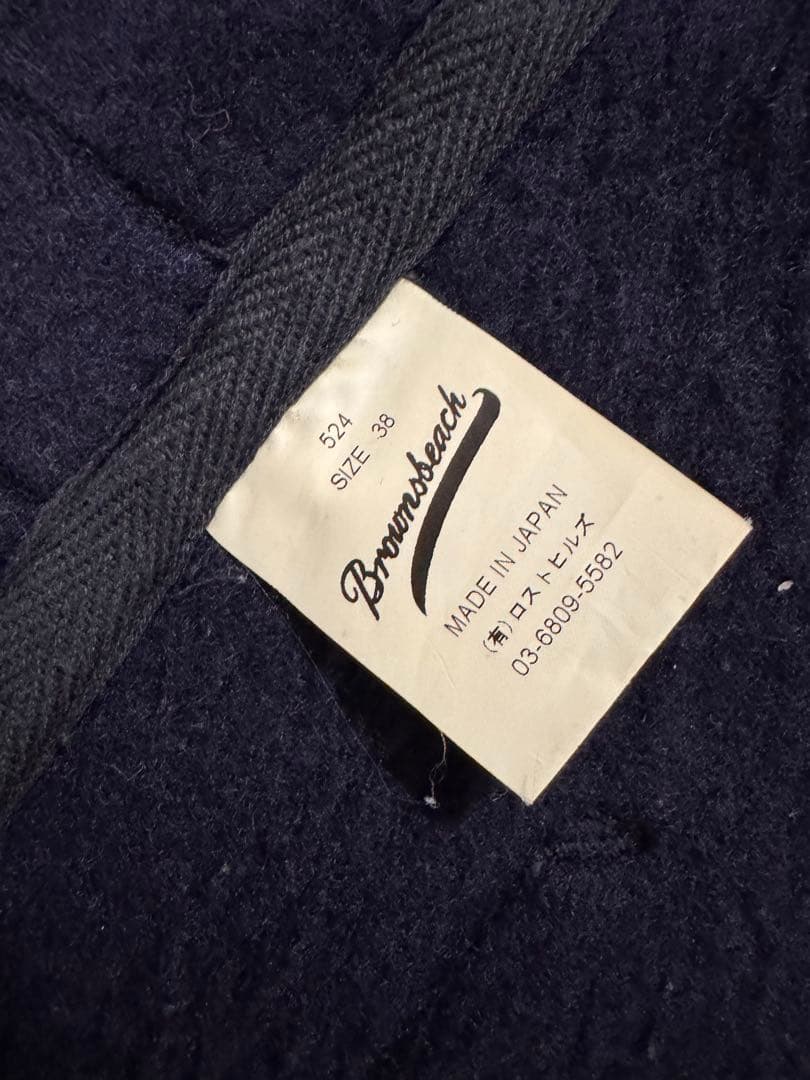 524
SIZE 38
Brownsbeach
MADE IN JAPAN
(有)ロストヒルズ
03-6809-5582